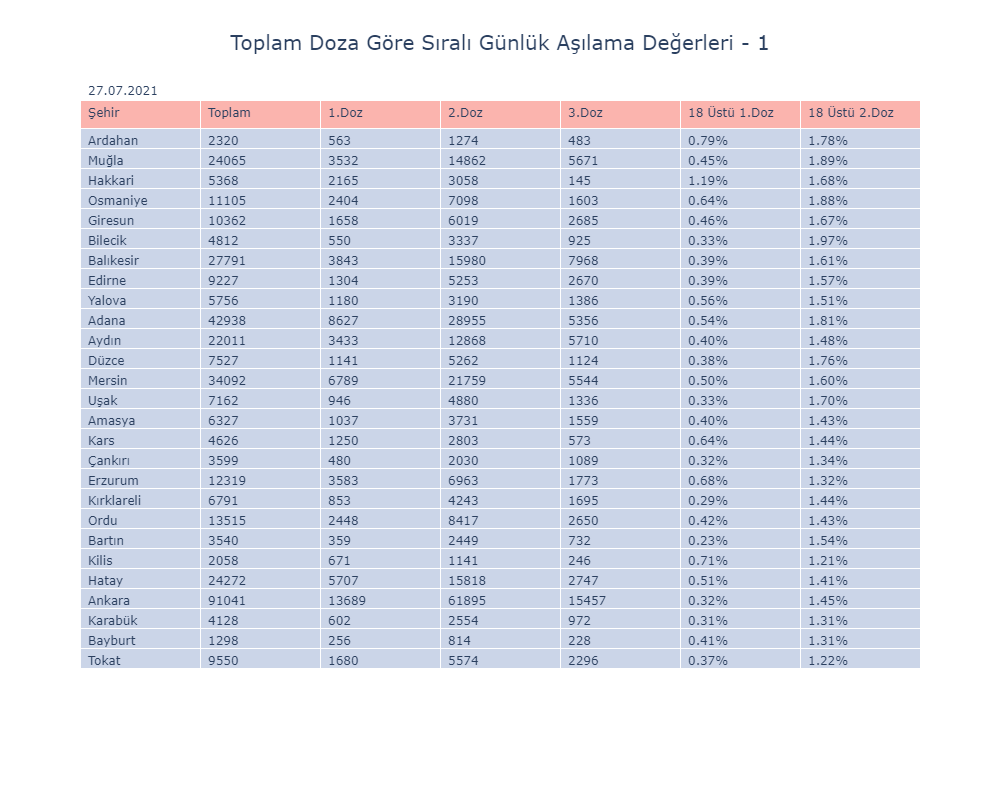 Toplam Doza Göre Sıralı Günlük Aşılama Değerleri - 1
27.07.2021
Şehir Toplam 1.Doz 2.Doz 3.Doz 18 Üstü 1.Doz 18 Üstü 2.Doz
Ardahan 2320 563 1274 483 0.79% 1.78%
Muğla 24065 3532 14862 5671 0.45% 1.89%
Hakkari 5368 2165 3058 145 1.19% 1.68%
Osmaniye 11105 2404 7098 1603 0.64% 1.88%
Giresun 10362 1658 6019 2685 0.46% 1.67%
Bilecik 4812 550 3337 925 0.33% 1.97%
Balıkesir 27791 3843 15980 7968 0.39% 1.61%
Edirne 9227 1304 5253 2670 0.39% 1.57%
Yalova 5756 1180 3190 1386 0.56% 1.51%
Adana 42938 8627 28955 5356 0.54% 1.81%
Aydın 22011 3433 12868 5710 0.40% 1.48%
Düzce 7527 1141 5262 1124 0.38% 1.76%
Mersin 34092 6789 21759 5544 0.50% 1.60%
Uşak 7162 946 4880 1336 0.33% 1.70%
Amasya 6327 1037 3731 1559 0.40% 1.43%
Kars 4626 1250 2803 573 0.64% 1.44%
Çankırı 3599 480 2030 1089 0.32% 1.34%
Erzurum 12319 3583 6963 1773 0.68% 1.32%
Kırklareli 6791 853 4243 1695 0.29% 1.44%
Ordu 13515 2448 8417 2650 0.42% 1.43%
Bartın 3540 359 2449 732 0.23% 1.54%
Kilis 2058 671 1141 246 0.71% 1.21%
Hatay 24272 5707 15818 2747 0.51% 1.41%
Ankara 91041 13689 61895 15457 0.32% 1.45%
Karabük 4128 602 2554 972 0.31% 1.31%
Bayburt 1298 256 814 228 0.41% 1.31%
Tokat 9550 1680 5574 2296 0.37% 1.22%